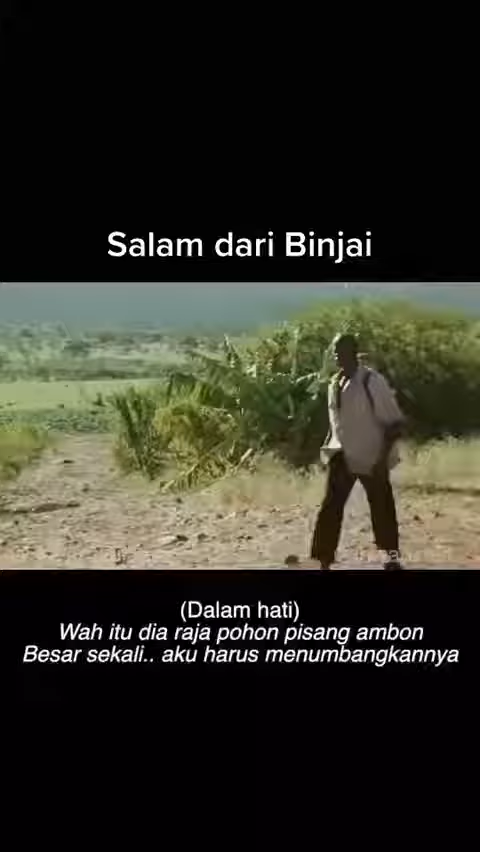 Salam dari Binjai
(Dalam hati)
Wah itu dia raja pohon pisang ambon
Besar sekali.. aku harus menumbangkannya